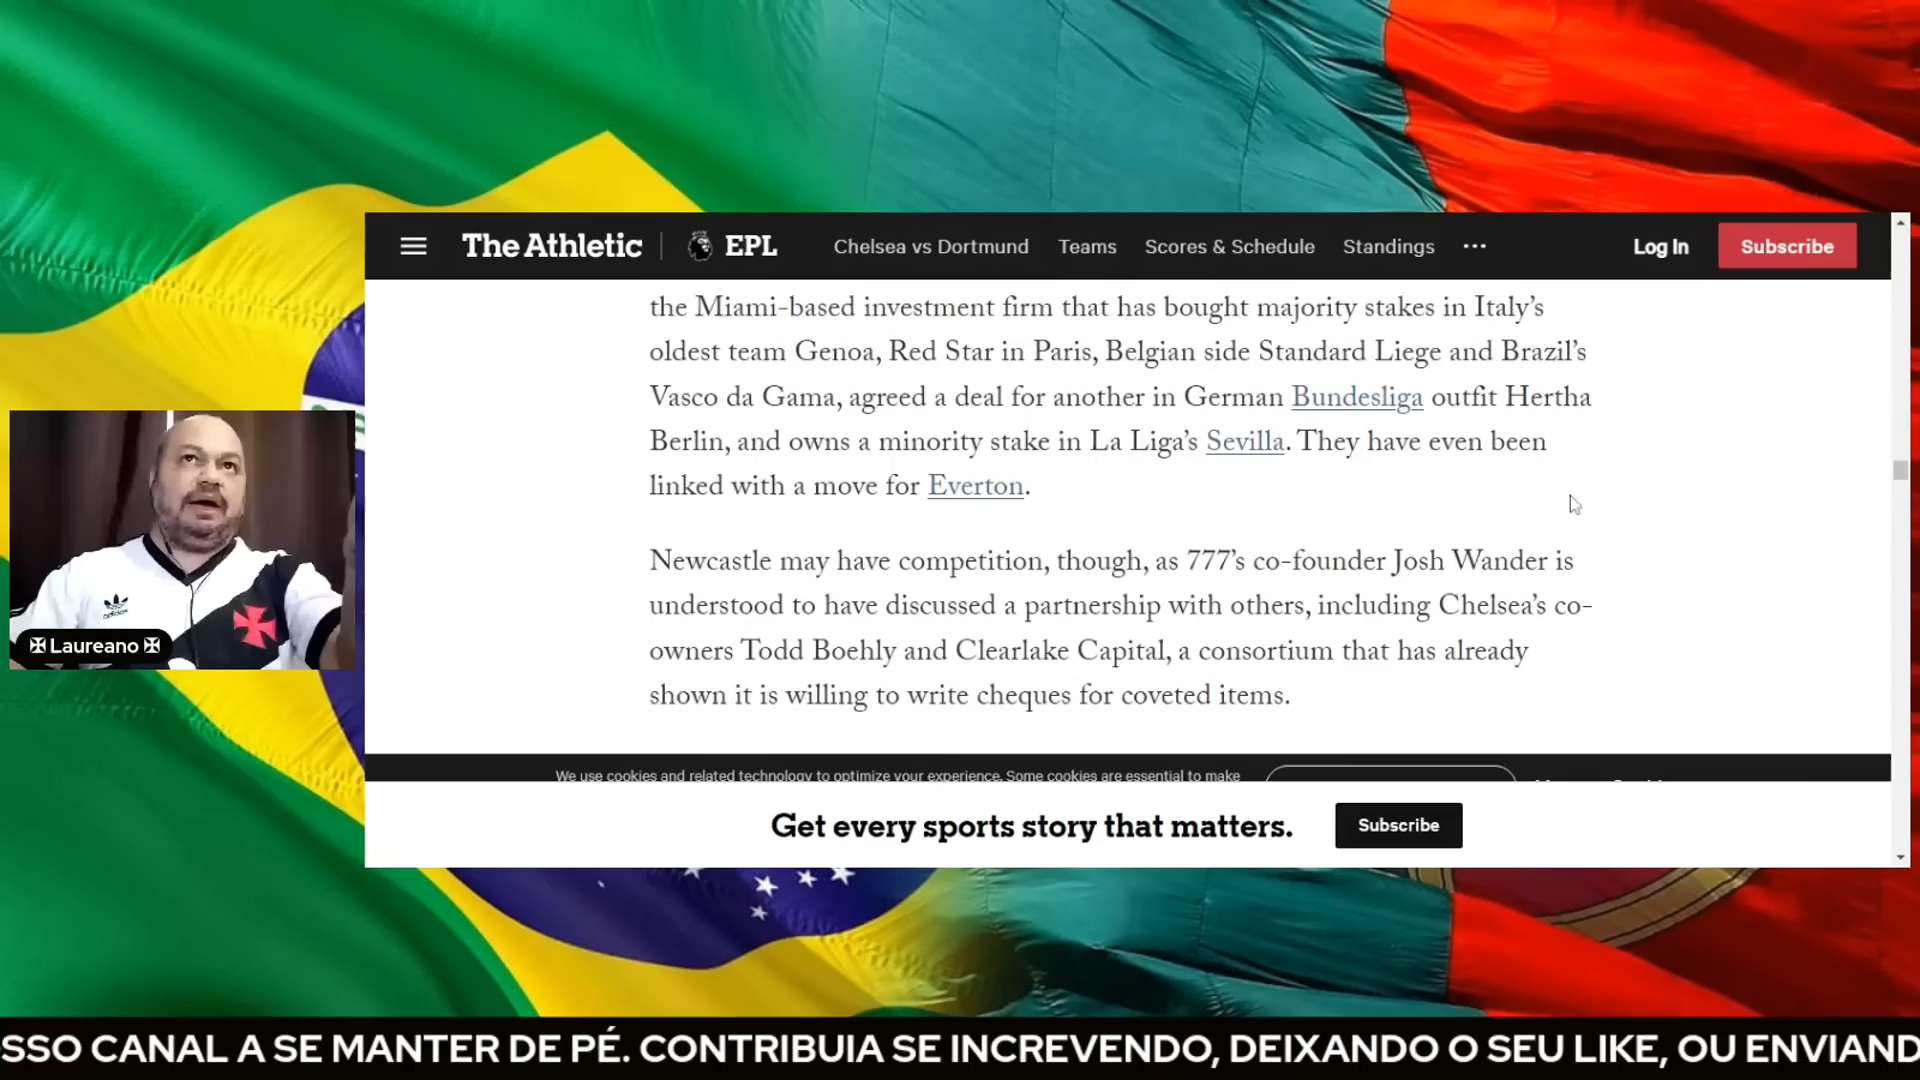 The Athletic EPL Chelsea vs Dortmund Teams Scores & Schedule Standings ··· Log In Subscribe
the Miami-based investment firm that has bought majority stakes in Italy’s
oldest team Genoa, Red Star in Paris, Belgian side Standard Liege and Brazil’s
Vasco da Gama, agreed a deal for another in German Bundesliga outfit Hertha
Berlin, and owns a minority stake in La Liga’s Sevilla. They have even been
linked with a move for Everton.
Newcastle may have competition, though, as 777’s co-founder Josh Wander is
understood to have discussed a partnership with others, including Chelsea’s co-
owners Todd Boehly and Clearlake Capital, a consortium that has already
shown it is willing to write cheques for coveted items.
adidas
✠ Laureano ✠
We use cookies and related technology to optimize your experience. Some cookies are essential to make
Get every sports story that matters. Subscribe
SSO CANAL A SE MANTER DE PÉ. CONTRIBUIA SE INCREVENDO, DEIXANDO O SEU LIKE, OU ENVIAND